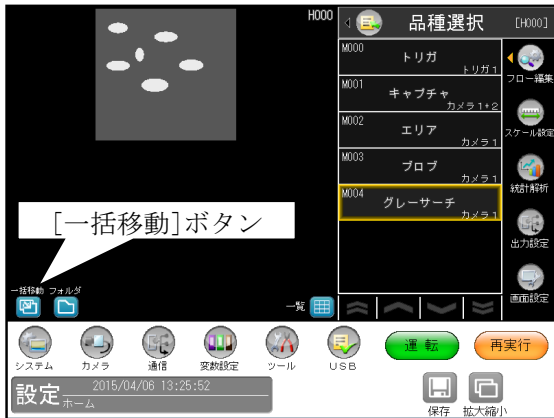 H000
品種選択
[H000]
M000
トリガ
トリガ1
M001
キャプチャ
カメラ1+2
M002
エリア
カメラ1
M003
ブロブ
カメラ1
M004
グレーサーチ
カメラ1
フロー編集
スケール設定
統計解析
出力設定
画面設定
[一括移動]ボタン
一括移動 フォルダ
一覧
システム
カメラ
通信
変数設定
ツール
USB
運転
再実行
設定
2015/04/06 13:25:52
ホーム
保存
拡大縮小